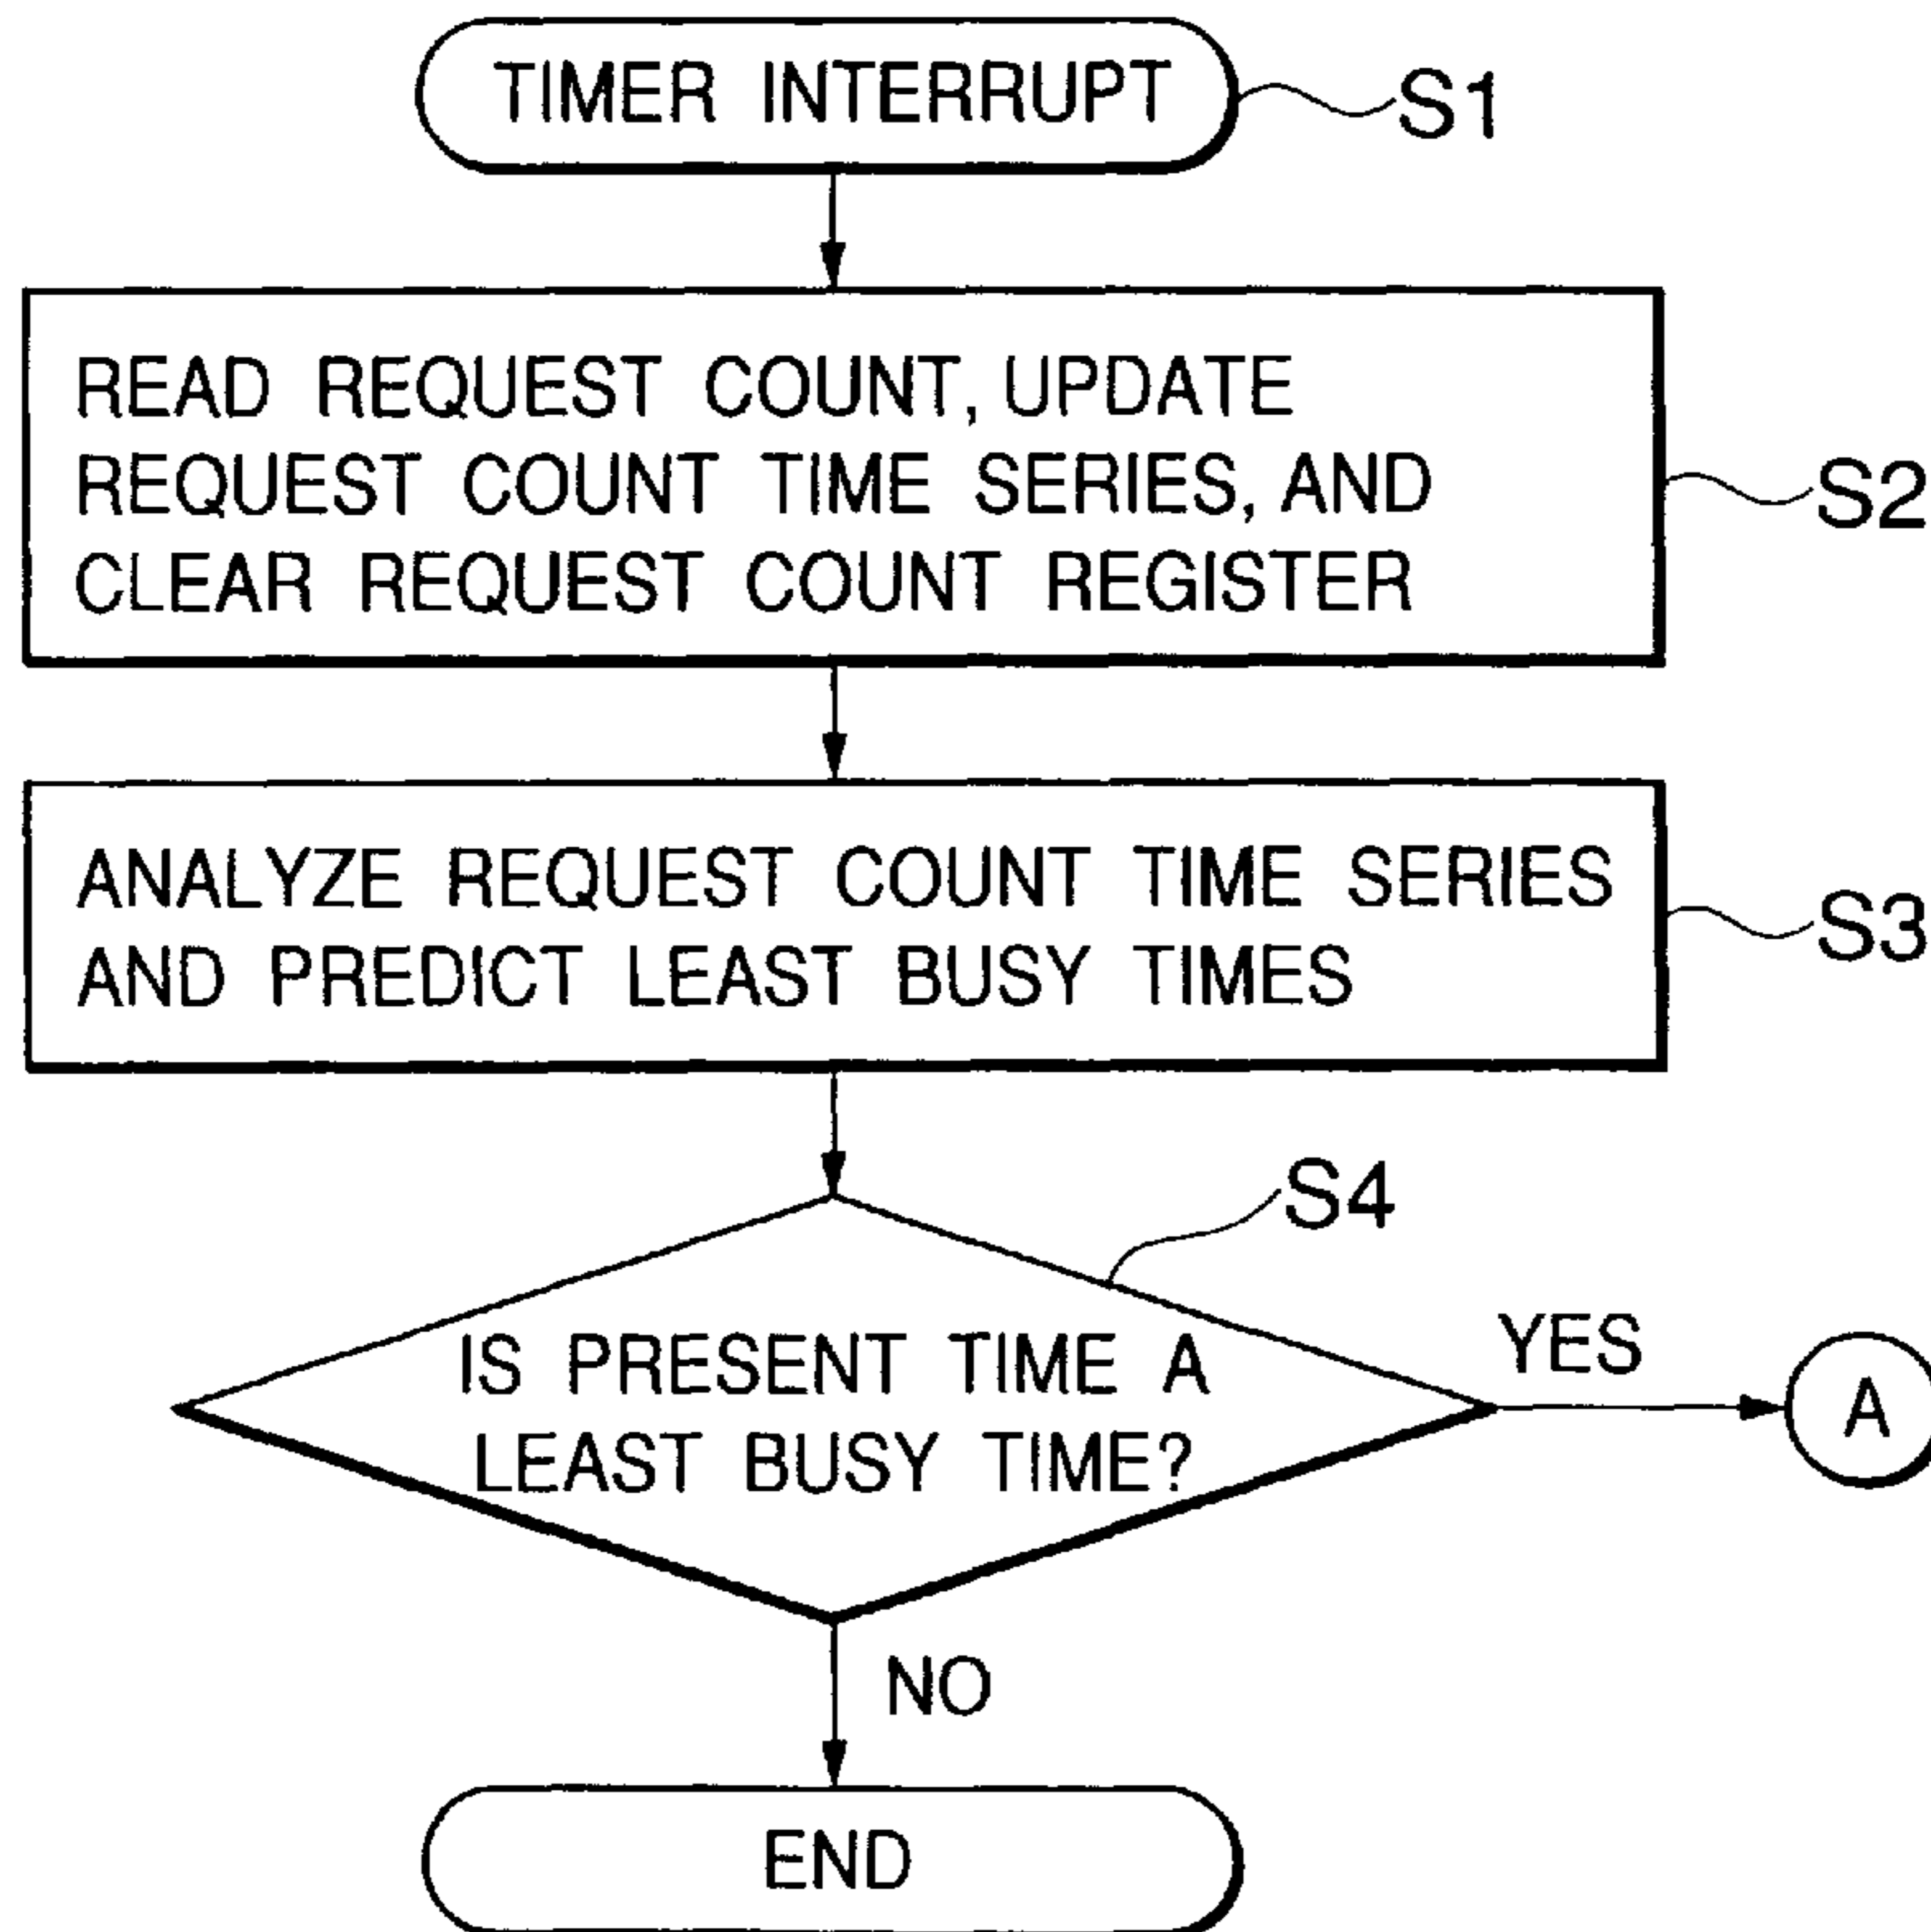 TIMER INTERRUPT
S1
READ REQUEST COUNT, UPDATE
REQUEST COUNT TIME SERIES, AND
CLEAR REQUEST COUNT REGISTER
S2
ANALYZE REQUEST COUNT TIME SERIES
AND PREDICT LEAST BUSY TIMES
S3
S4
IS PRESENT TIME A
LEAST BUSY TIME?
YES
A
NO
END